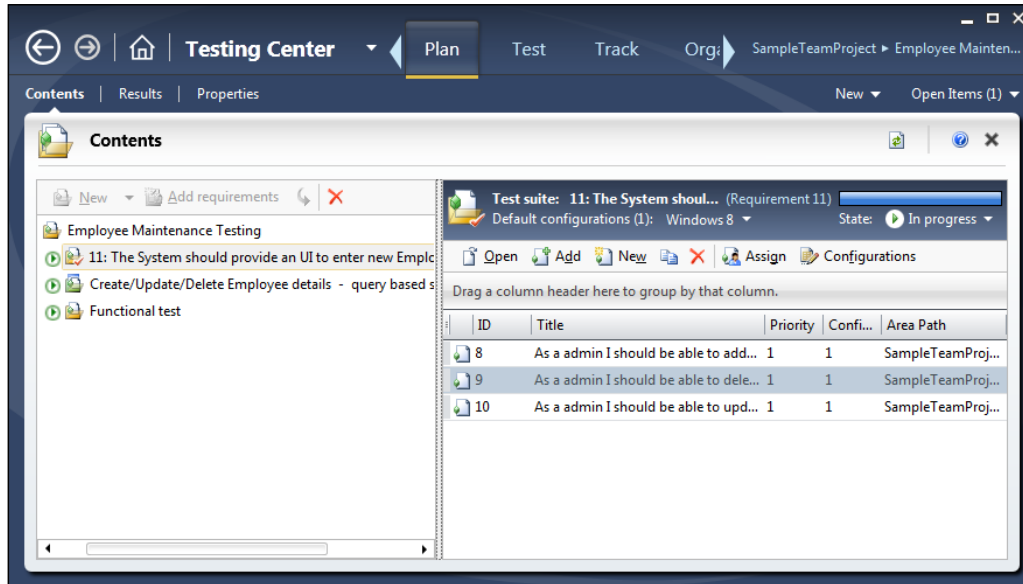 Testing Center Plan Test Track Orga SampleTeamProject ▸ Employee Mainten...
Contents | Results | Properties New Open Items (1)
Contents
New Add requirements
Employee Maintenance Testing
11: The System should provide an UI to enter new Emplc
Create/Update/Delete Employee details - query based s
Functional test
Test suite: 11: The System shoul... (Requirement 11)
Default configurations (1): Windows 8 State: In progress
Open Add New Assign Configurations
Drag a column header here to group by that column.
ID Title Priority Confi... Area Path
8 As a admin I should be able to add... 1 1 SampleTeamProj...
9 As a admin I should be able to dele... 1 1 SampleTeamProj...
10 As a admin I should be able to upd... 1 1 SampleTeamProj...